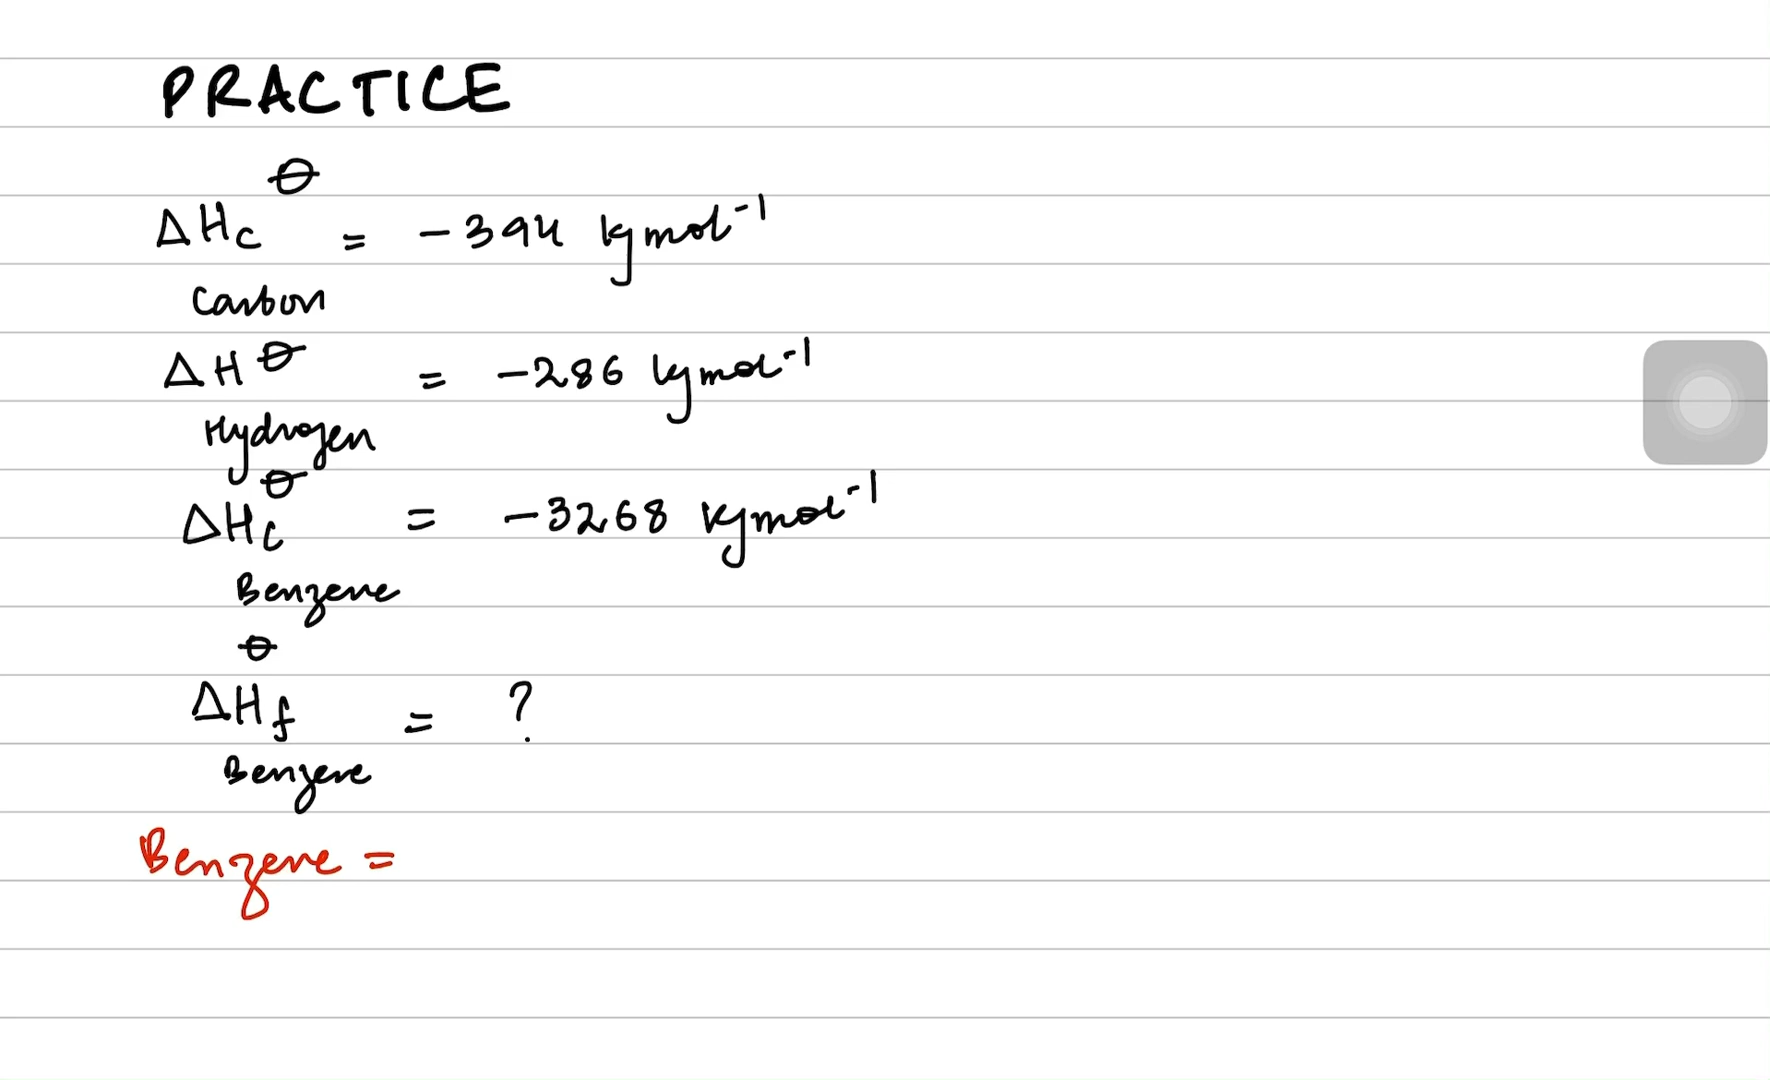 PRACTICE
ΔHc⦵ = -394 kJmol⁻¹
Carbon
ΔH⦵ = -286 kJmol⁻¹
Hydrogen
ΔHc⦵ = -3268 kJmol⁻¹
Benzene
ΔHf⦵ = ?
Benzene
Benzene =